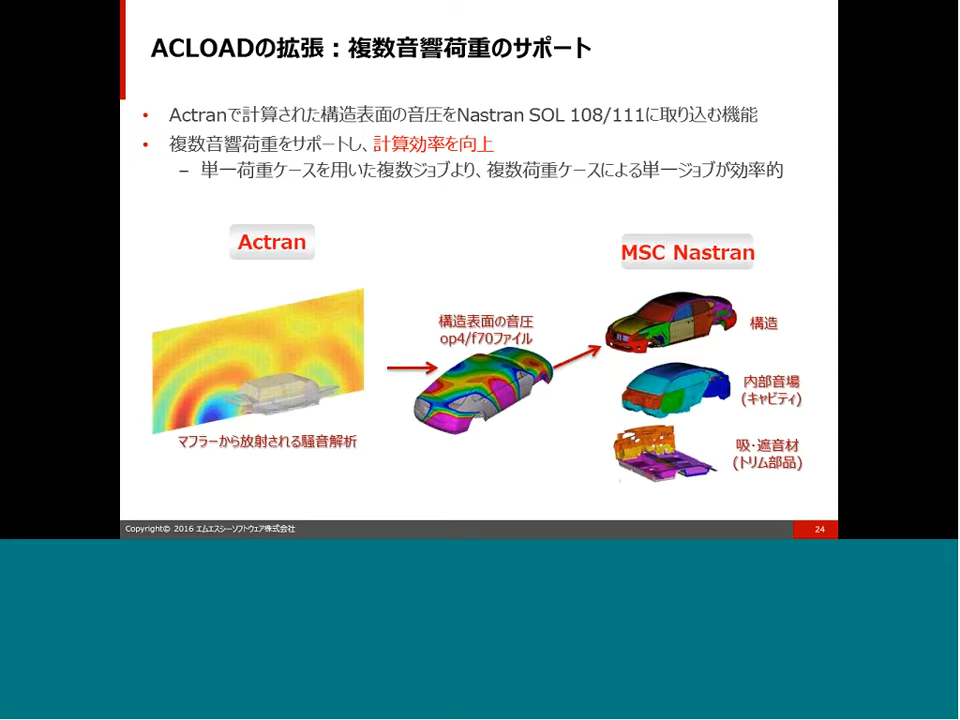 ACLOADの拡張：複数音響荷重のサポート
• Actranで計算された構造表面の音圧をNastran SOL 108/111に取り込む機能
• 複数音響荷重をサポートし、計算効率を向上
– 単一荷重ケースを用いた複数ジョブより、複数荷重ケースによる単一ジョブが効率的
Actran
MSC Nastran
構造表面の音圧
op4/f70ファイル
構造
内部音場
(キャビティ)
マフラーから放射される騒音解析
吸・遮音材
(トリム部品)
Copyright© 2016 エムエスシーソフトウェア株式会社
24